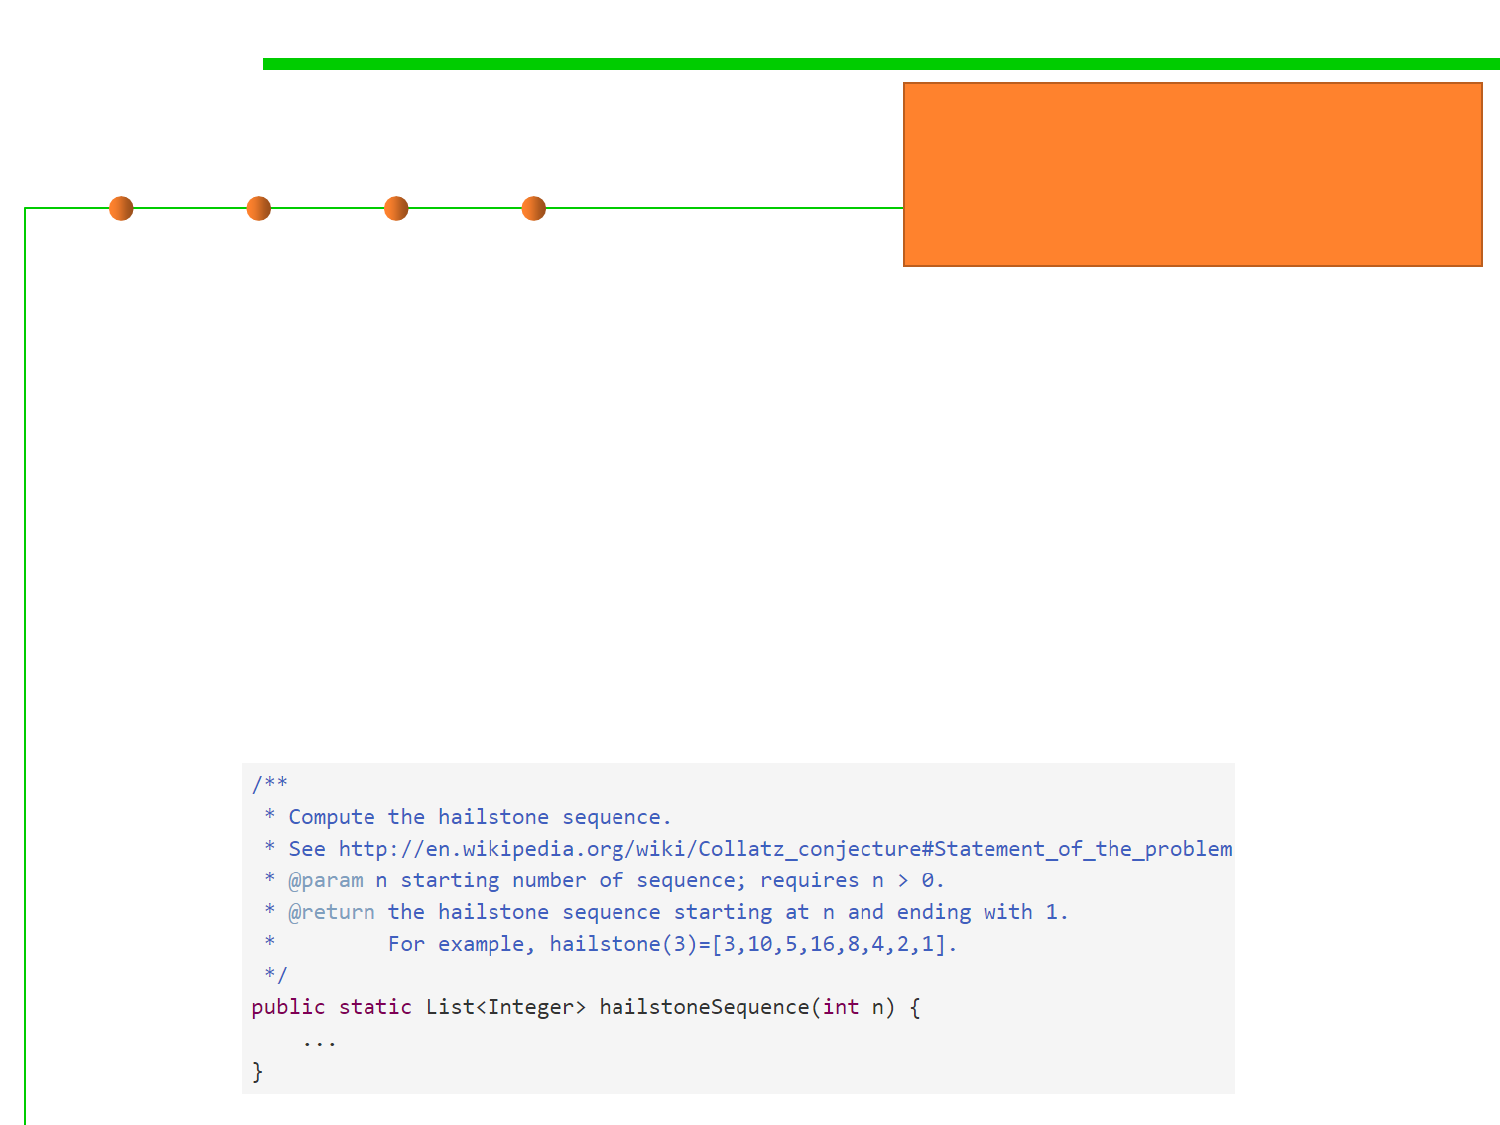 /**
 * Compute the hailstone sequence.
 * See http://en.wikipedia.org/wiki/Collatz_conjecture#Statement_of_the_problem
 * @param n starting number of sequence; requires n > 0.
 * @return the hailstone sequence starting at n and ending with 1.
 *         For example, hailstone(3)=[3,10,5,16,8,4,2,1].
 */
public static List<Integer> hailstoneSequence(int n) {
    ...
}